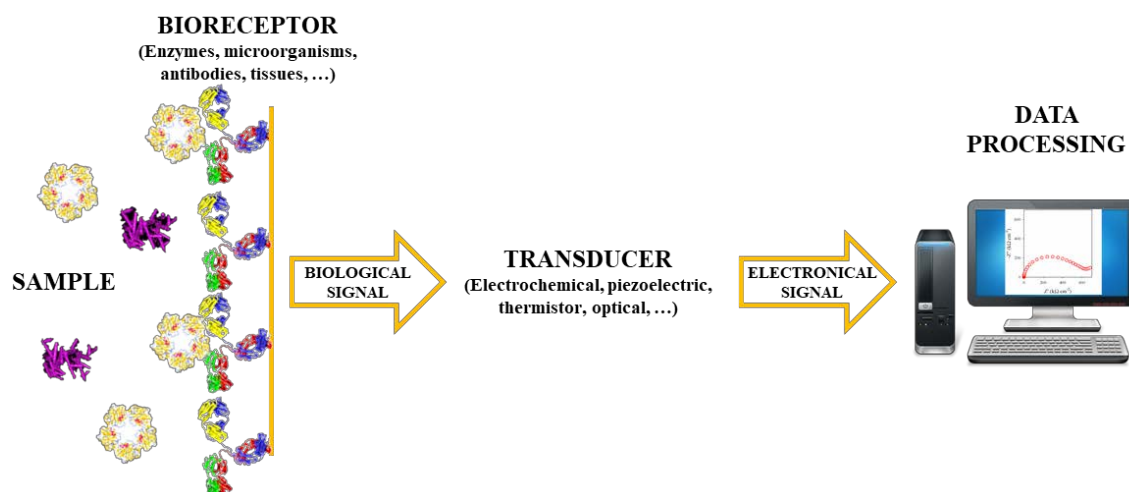 BIORECEPTOR
(Enzymes, microorganisms,
antibodies, tissues, …)
SAMPLE
BIOLOGICAL
SIGNAL
TRANSDUCER
(Electrochemical, piezoelectric,
thermistor, optical, …)
ELECTRONICAL
SIGNAL
DATA
PROCESSING